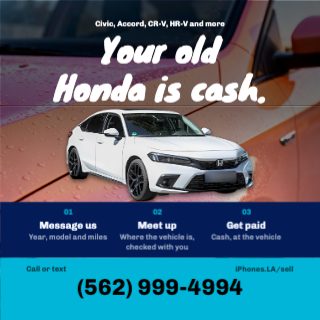 Civic, Accord, CR-V, HR-V and more
Your old
Honda is cash.
01
Message us
Year, model and miles
02
Meet up
Where the vehicle is,
checked with you
03
Get paid
Cash, at the vehicle
Call or text
iPhones.LA/sell
(562) 999-4994